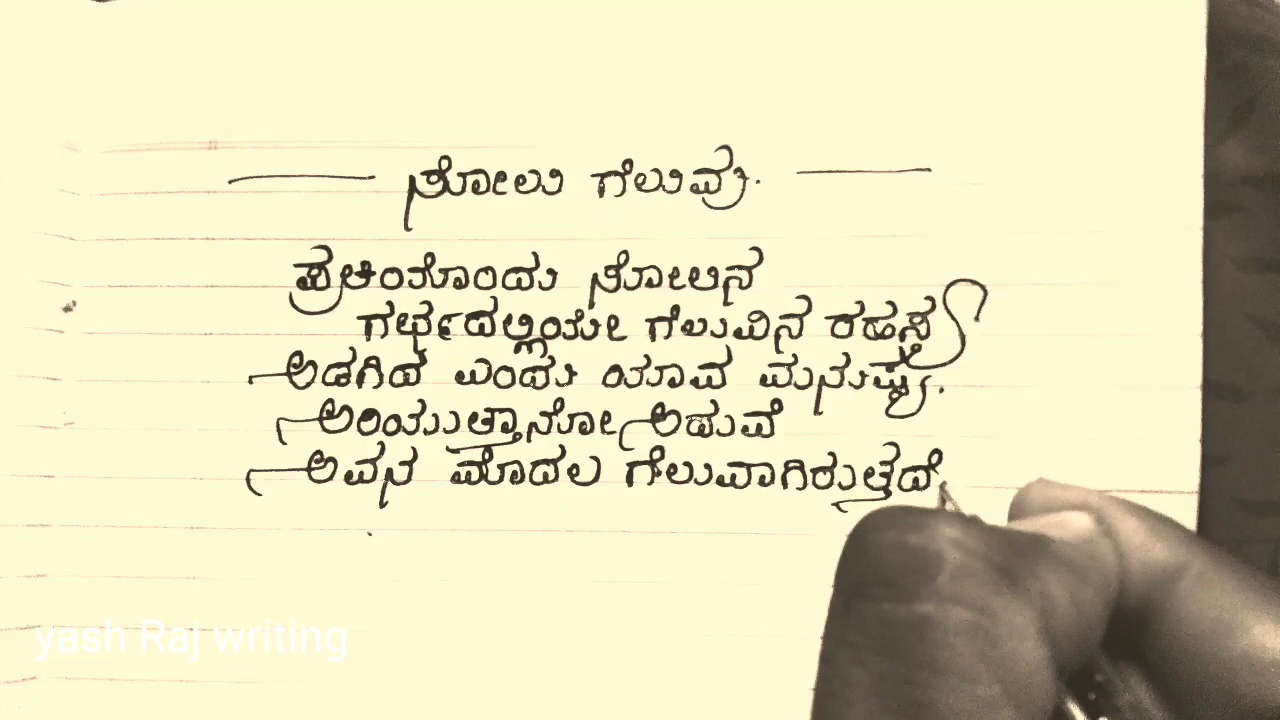 ಸೋಲು ಗೆಲುವು.
ಪ್ರತಿಯೊಂದು ಸೋಲಿನ
ಗರ್ಭದಲ್ಲಿಯೇ ಗೆಲುವಿನ ರಹಸ್ಯ
ಅಡಗಿದೆ ಎಂದು ಯಾವ ಮನುಷ್ಯ.
ಅರಿಯುತ್ತಾನೋ ಅದುವೆ
ಅವನ ಮೊದಲ ಗೆಲುವಾಗಿರುತ್ತದೆ.
yash Raj writing